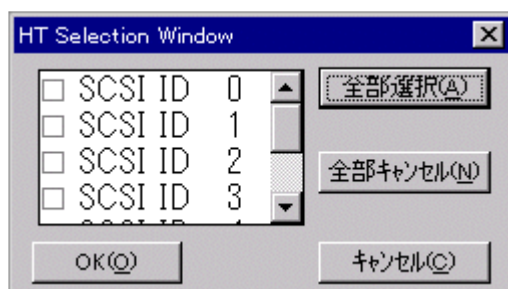 HT Selection Window
SCSI ID 0
SCSI ID 1
SCSI ID 2
SCSI ID 3
全部選択(A)
全部ｷｬﾝｾﾙ(N)
OK(O)
ｷｬﾝｾﾙ(C)